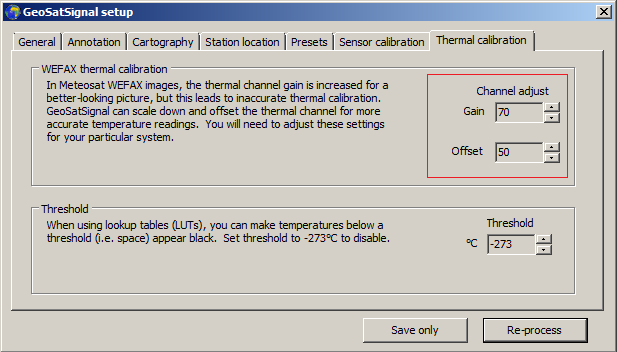 GeoSatSignal setup
General Annotation Cartography Station location Presets Sensor calibration Thermal calibration
WEFAX thermal calibration
In Meteosat WEFAX images, the thermal channel gain is increased for a
better-looking picture, but this leads to inaccurate thermal calibration.
GeoSatSignal can scale down and offset the thermal channel for more
accurate temperature readings.  You will need to adjust these settings
for your particular system.
Channel adjust
Gain 70
Offset 50
Threshold
When using lookup tables (LUTs), you can make temperatures below a
threshold (i.e. space) appear black.  Set threshold to -273°C to disable.
Threshold
°C -273
Save only Re-process